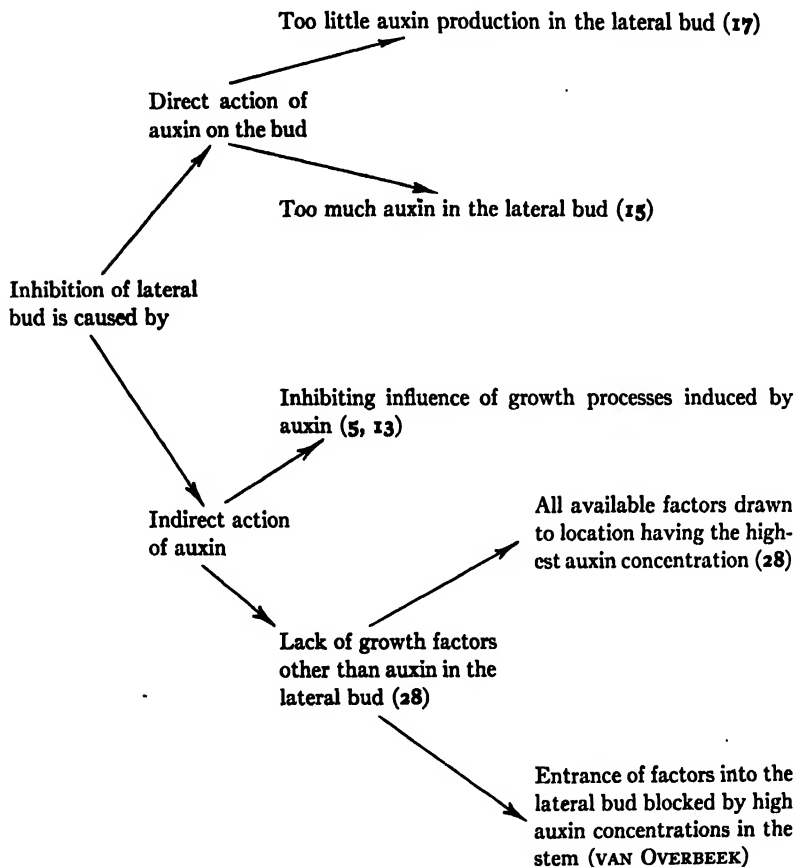 Too little auxin production in the lateral bud (17)
Direct action of
auxin on the bud
Too much auxin in the lateral bud (15)
Inhibition of lateral
bud is caused by
Inhibiting influence of growth processes induced by
auxin (5, 13)
Indirect action
of auxin
All available factors drawn
to location having the high-
est auxin concentration (28)
Lack of growth factors
other than auxin in the
lateral bud (28)
Entrance of factors into the
lateral bud blocked by high
auxin concentrations in the
stem (VAN OVERBEEK)